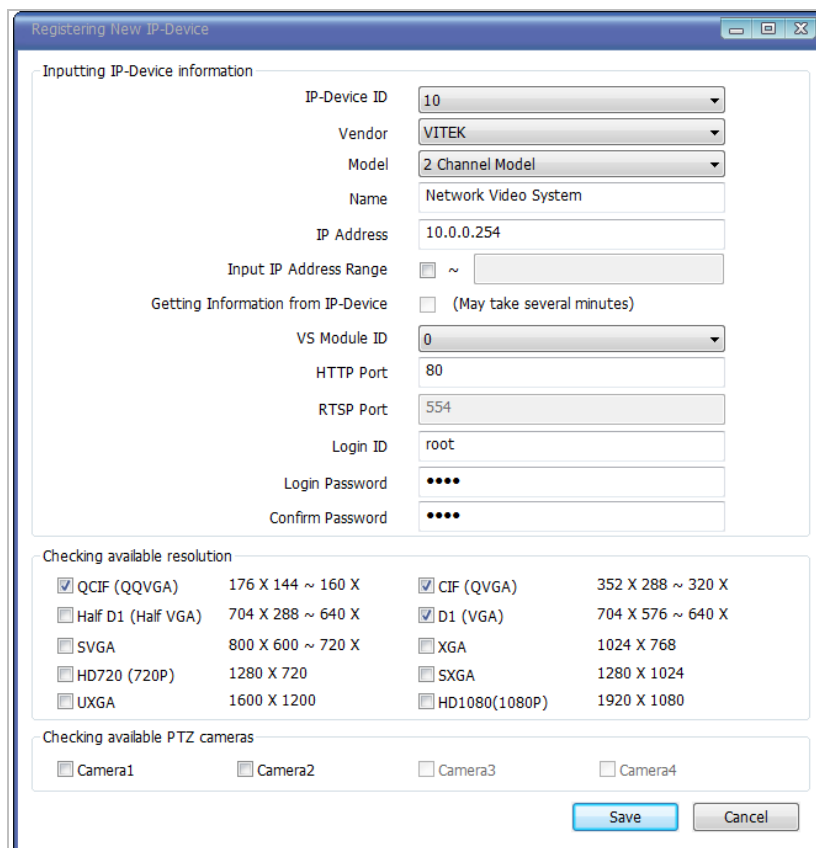 Registering New IP-Device
Inputting IP-Device information
IP-Device ID 10
Vendor VITEK
Model 2 Channel Model
Name Network Video System
IP Address 10.0.0.254
Input IP Address Range ~
Getting Information from IP-Device (May take several minutes)
VS Module ID 0
HTTP Port 80
RTSP Port 554
Login ID root
Login Password ••••
Confirm Password ••••
Checking available resolution
QCIF (QQVGA) 176 X 144 ~ 160 X CIF (QVGA) 352 X 288 ~ 320 X
Half D1 (Half VGA) 704 X 288 ~ 640 X D1 (VGA) 704 X 576 ~ 640 X
SVGA 800 X 600 ~ 720 X XGA 1024 X 768
HD720 (720P) 1280 X 720 SXGA 1280 X 1024
UXGA 1600 X 1200 HD1080(1080P) 1920 X 1080
Checking available PTZ cameras
Camera1 Camera2 Camera3 Camera4
Save Cancel